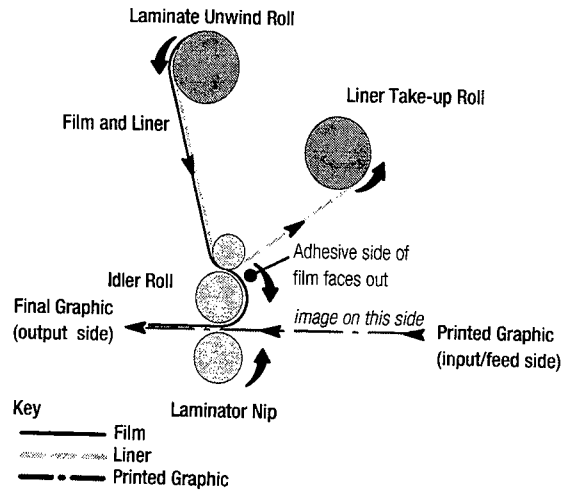 Laminate Unwind Roll
Liner Take-up Roll
Film and Liner
Adhesive side of
film faces out
Idler Roll
Final Graphic
(output side)
image on this side
Printed Graphic
(input/feed side)
Laminator Nip
Key
Film
Liner
Printed Graphic